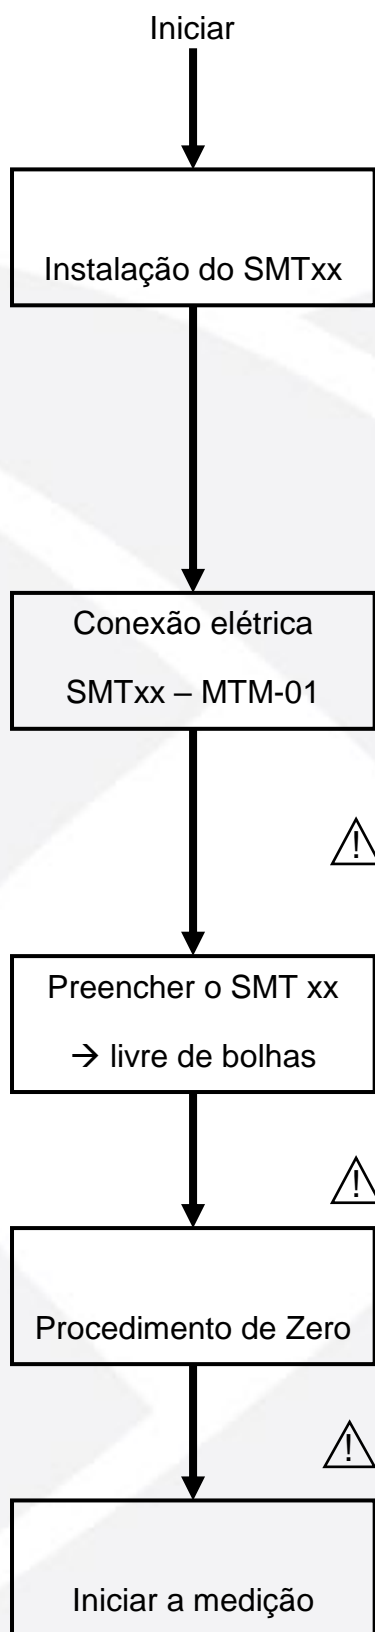 Iniciar
Instalação do SMTxx
Conexão elétrica
SMTxx – MTM-01
!
Preencher o SMT xx
→ livre de bolhas
!
Procedimento de Zero
!
Iniciar a medição